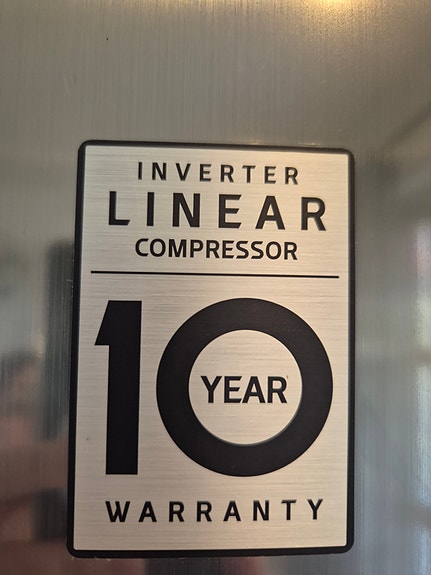 INVERTER
LINEAR
COMPRESSOR
10
YEAR
WARRANTY